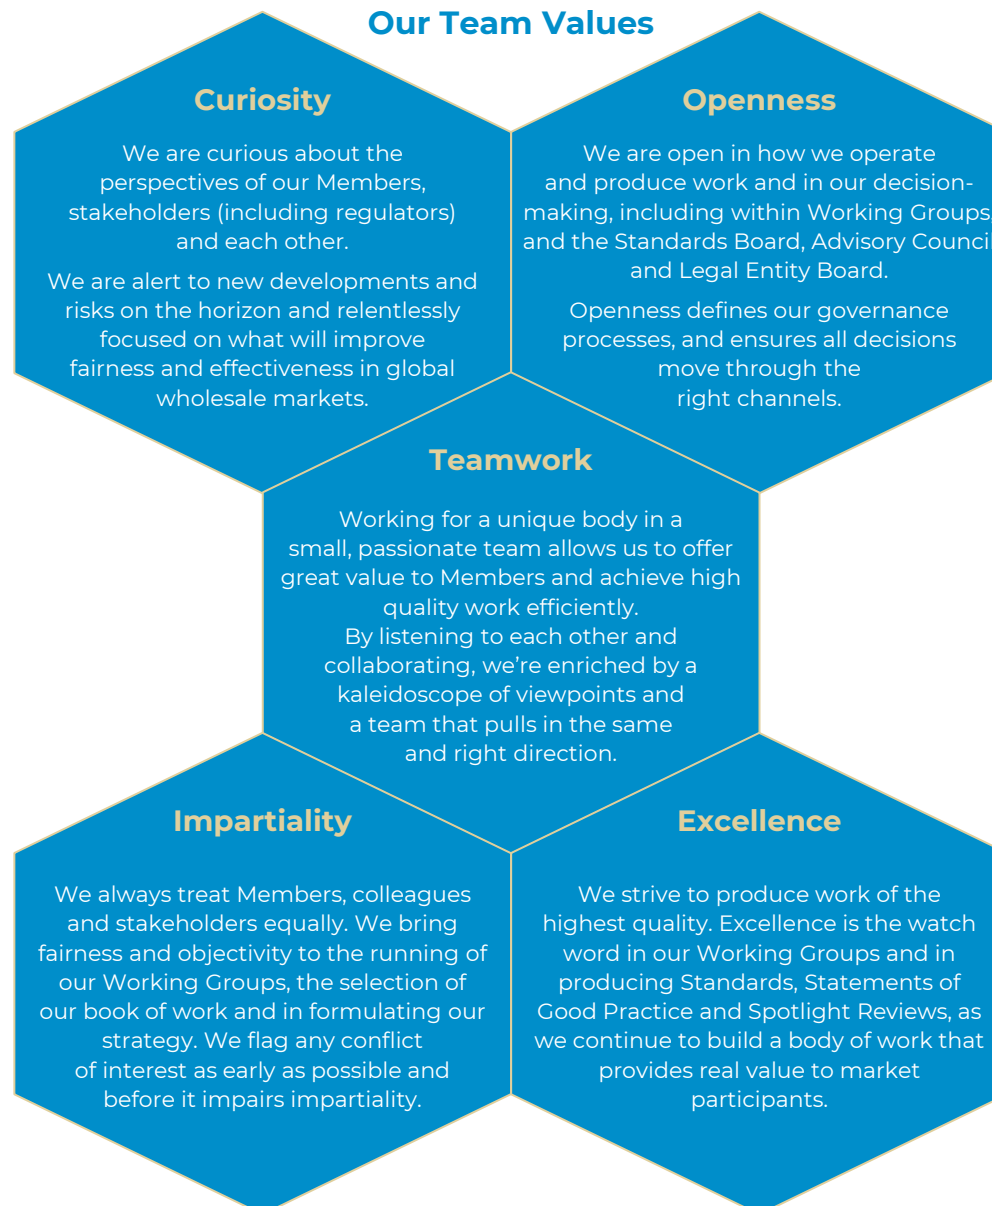 Our Team Values
Curiosity
We are curious about the
perspectives of our Members,
stakeholders (including regulators)
and each other.
We are alert to new developments and
risks on the horizon and relentlessly
focused on what will improve
fairness and effectiveness in global
wholesale markets.
Openness
We are open in how we operate
and produce work and in our decision-
making, including within Working Groups,
and the Standards Board, Advisory Council
and Legal Entity Board.
Openness defines our governance
processes, and ensures all decisions
move through the
right channels.
Teamwork
Working for a unique body in a
small, passionate team allows us to offer
great value to Members and achieve high
quality work efficiently.
By listening to each other and
collaborating, we’re enriched by a
kaleidoscope of viewpoints and
a team that pulls in the same
and right direction.
Impartiality
We always treat Members, colleagues
and stakeholders equally. We bring
fairness and objectivity to the running of
our Working Groups, the selection of
our book of work and in formulating our
strategy. We flag any conflict
of interest as early as possible and
before it impairs impartiality.
Excellence
We strive to produce work of the
highest quality. Excellence is the watch
word in our Working Groups and in
producing Standards, Statements of
Good Practice and Spotlight Reviews, as
we continue to build a body of work that
provides real value to market
participants.